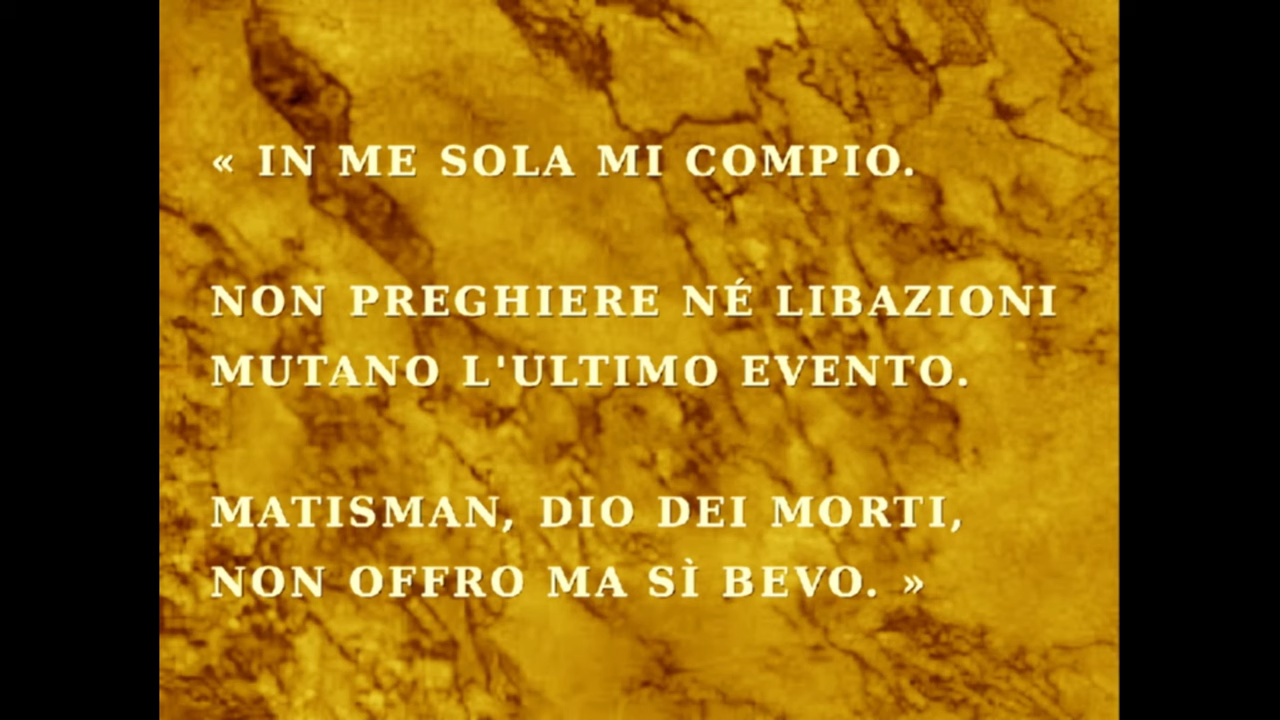 « IN ME SOLA MI COMPIO.
NON PREGHIERE NÉ LIBAZIONI
MUTANO L'ULTIMO EVENTO.
MATISMAN, DIO DEI MORTI,
NON OFFRO MA SÌ BEVO. »